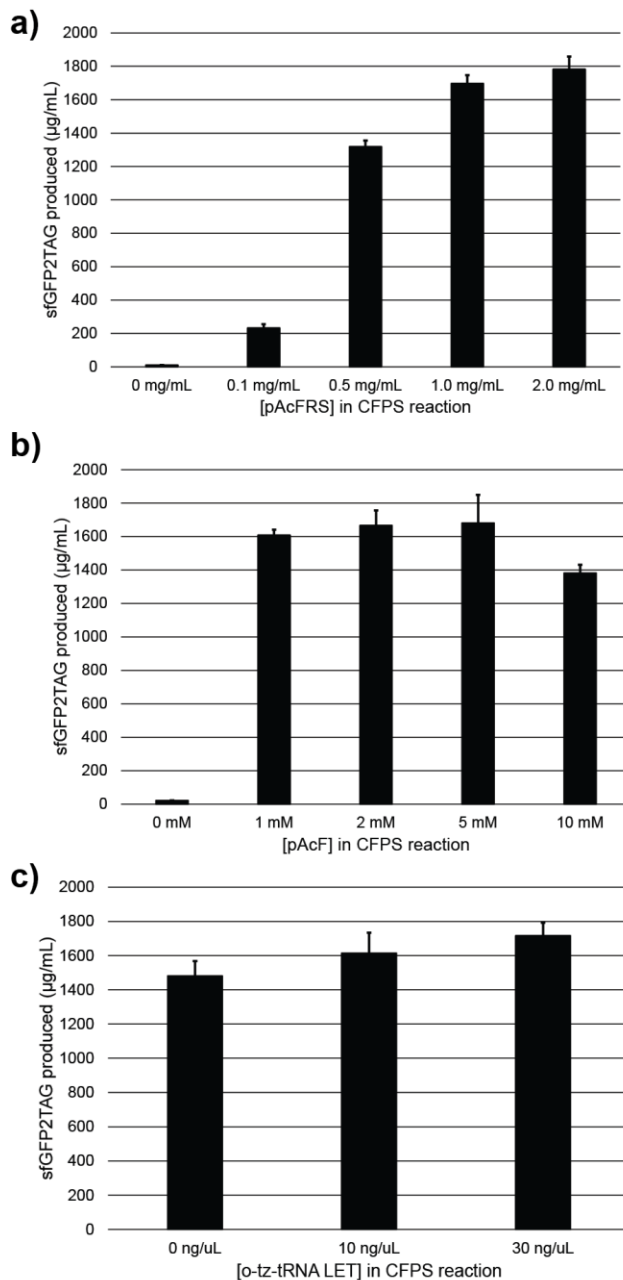 a)
2000
1800
1600
1400
1200
1000
800
600
400
200
0
sfGFP2TAG produced (µg/mL)
0 mg/mL 0.1 mg/mL 0.5 mg/mL 1.0 mg/mL 2.0 mg/mL
[pAcFRS] in CFPS reaction
b)
2000
1800
1600
1400
1200
1000
800
600
400
200
0
sfGFP2TAG produced (µg/mL)
0 mM 1 mM 2 mM 5 mM 10 mM
[pAcF] in CFPS reaction
c)
2000
1800
1600
1400
1200
1000
800
600
400
200
0
sfGFP2TAG produced (µg/mL)
0 ng/uL 10 ng/uL 30 ng/uL
[o-tz-tRNA LET] in CFPS reaction